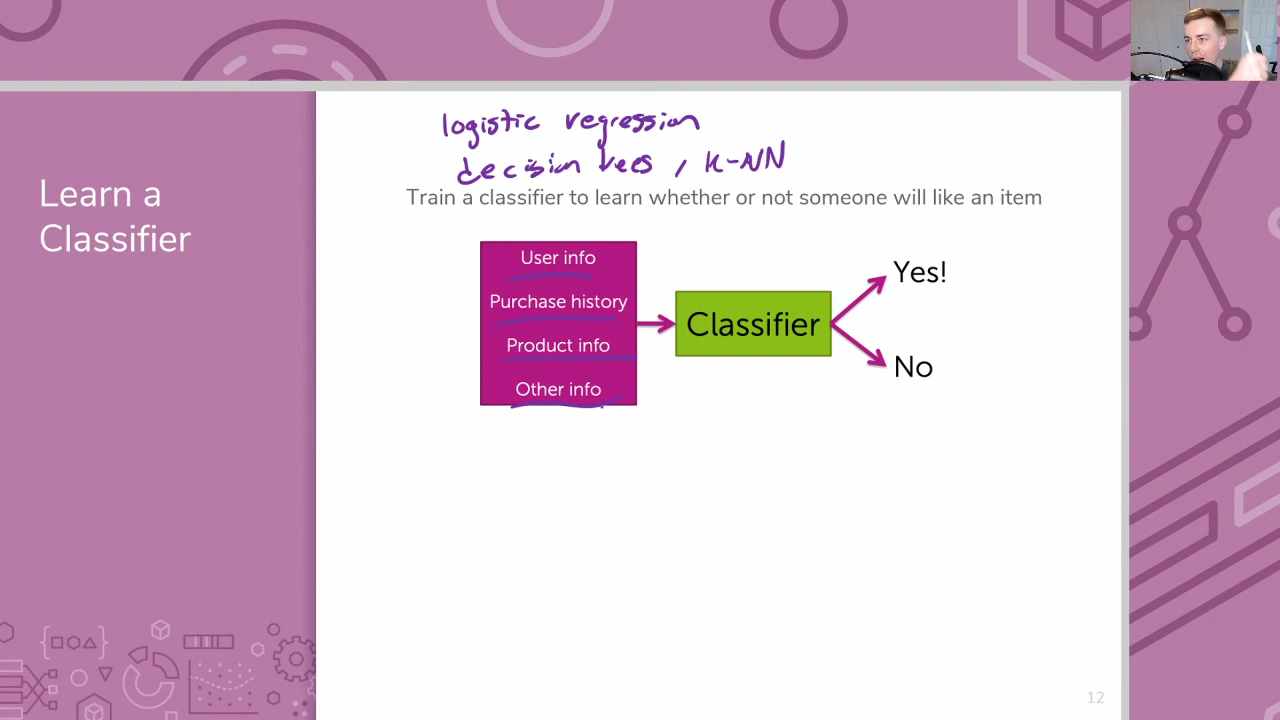 Learn a
Classifier
logistic regression
decision trees, k-NN
Train a classifier to learn whether or not someone will like an item
User info
Purchase history
Product info
Other info
Classifier
Yes!
No
12